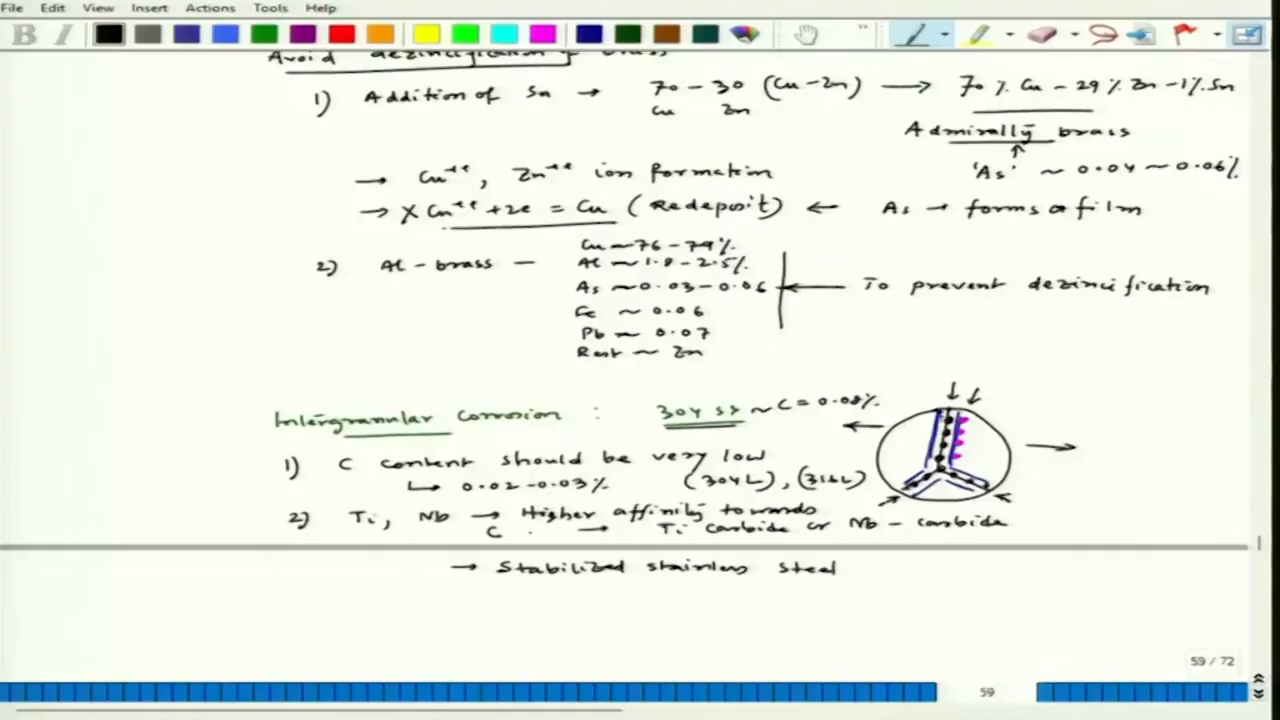 File Edit View Insert Actions Tools Help
Avoid dezincification of brass
1) Addition of Sn → 70 - 30 (Cu-Zn) → 70 % Cu - 29 % Zn - 1% Sn
Cu Zn
Admirally brass
'As' ~ 0.04 ~ 0.06%
→ Cu++, Zn++ ion formation
→ X Cu++ + 2e = Cu (Redeposit) ← As → forms a film
2) Al-brass - Cu ~ 76 - 79%
Al ~ 1.8 - 2.5%
As ~ 0.03 - 0.06 ← To prevent dezincification
Fe ~ 0.06
Pb ~ 0.07
Rest ~ Zn
Intergranular Corrosion : 304 SS ~ C = 0.08%
1) C content should be very low
↳ 0.02 - 0.03% (304L), (316L)
2) Ti, Nb → Higher affinity towards
C → Ti carbide or Nb - carbide
→ Stabilized stainless steel
59 / 72
59